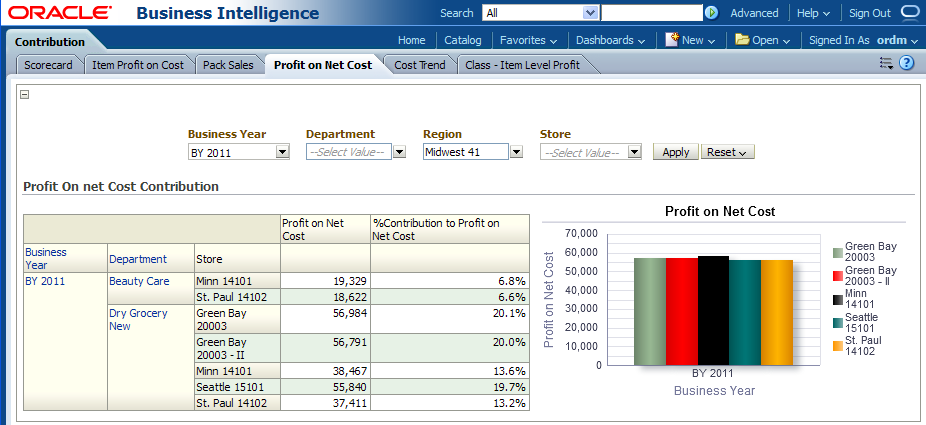 ORACLE Business Intelligence Search All Advanced Help Sign Out
Contribution Home Catalog Favorites Dashboards New Open Signed In As ordm
Scorecard Item Profit on Cost Pack Sales Profit on Net Cost Cost Trend Class - Item Level Profit
Business Year Department Region Store
BY 2011 --Select Value-- Midwest 41 --Select Value-- Apply Reset
Profit On net Cost Contribution
Profit on Net
Cost
%Contribution to Profit on
Net Cost
Business
Year
Department Store
BY 2011 Beauty Care Minn 14101 19,329 6.8%
St. Paul 14102 18,622 6.6%
Dry Grocery
New
Green Bay
20003
56,984 20.1%
Green Bay
20003 - II
56,791 20.0%
Minn 14101 38,467 13.6%
Seattle 15101 55,840 19.7%
St. Paul 14102 37,411 13.2%
Profit on Net Cost
Profit on Net Cost
70,000
60,000
50,000
40,000
30,000
20,000
10,000
0
BY 2011
Business Year
Green Bay
20003
Green Bay
20003 - II
Minn
14101
Seattle
15101
St. Paul
14102